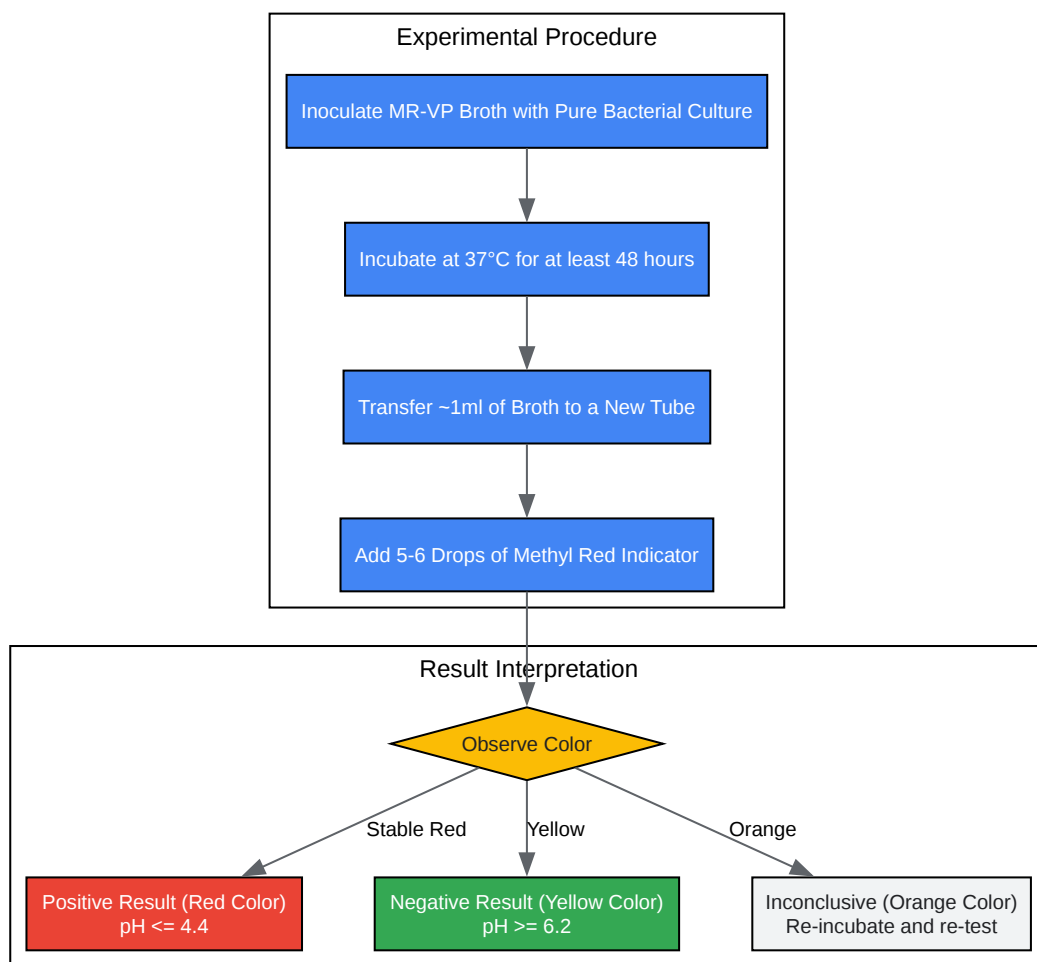 Experimental Procedure
Inoculate MR-VP Broth with Pure Bacterial Culture
Incubate at 37°C for at least 48 hours
Transfer ~1ml of Broth to a New Tube
Add 5-6 Drops of Methyl Red Indicator
Result Interpretation
Observe Color
Stable Red
Yellow
Orange
Positive Result (Red Color)
pH <= 4.4
Negative Result (Yellow Color)
pH >= 6.2
Inconclusive (Orange Color)
Re-incubate and re-test